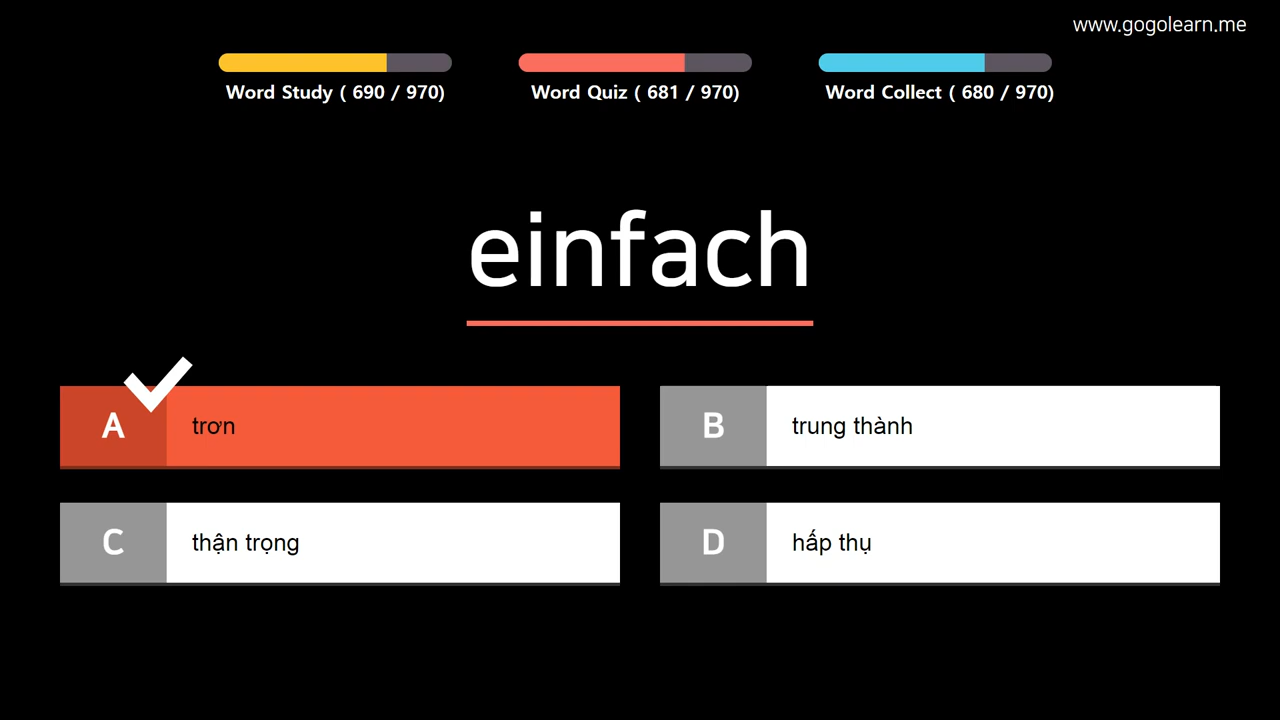 www.gogolearn.me
Word Study ( 690 / 970)
Word Quiz ( 681 / 970)
Word Collect ( 680 / 970)
einfach
A trơn
B trung thành
C thận trọng
D hấp thụ